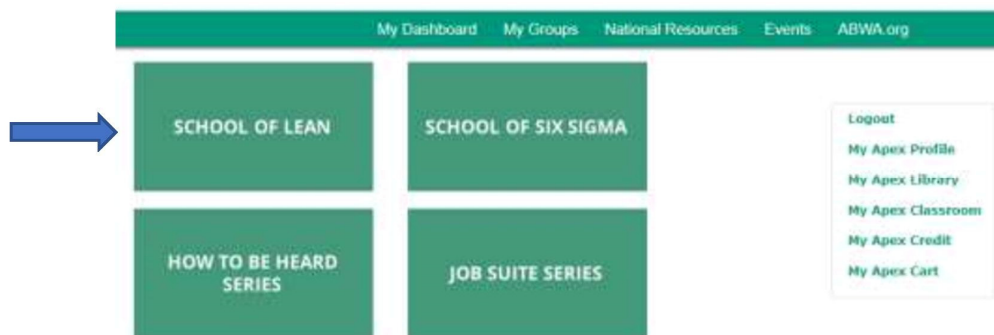 My Dashboard My Groups National Resources Events ABWA.org
SCHOOL OF LEAN
SCHOOL OF SIX SIGMA
HOW TO BE HEARD
SERIES
JOB SUITE SERIES
Logout
My Apex Profile
My Apex Library
My Apex Classroom
My Apex Credit
My Apex Cart